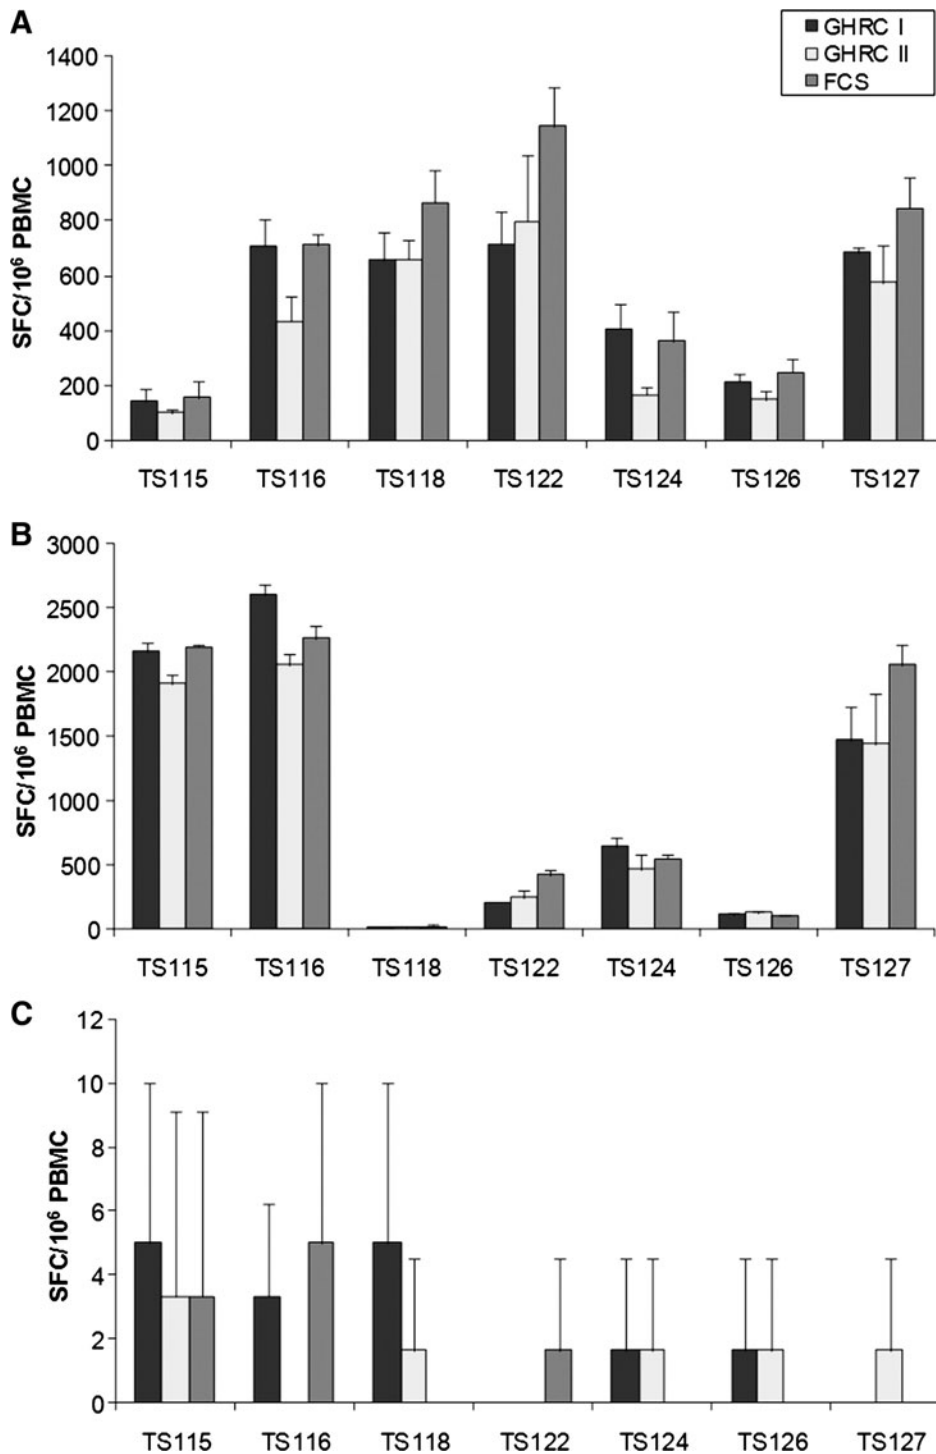 A
GHRC I
GHRC II
FCS
SFC/10⁶ PBMC
1400
1200
1000
800
600
400
200
0
TS115 TS116 TS118 TS122 TS124 TS126 TS127
B
SFC/10⁶ PBMC
3000
2500
2000
1500
1000
500
0
TS115 TS116 TS118 TS122 TS124 TS126 TS127
C
SFC/10⁶ PBMC
12
10
8
6
4
2
0
TS115 TS116 TS118 TS122 TS124 TS126 TS127